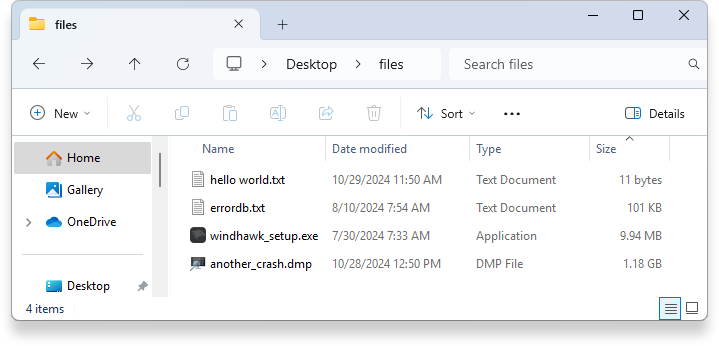 files
Desktop files Search files
New Sort Details
Name Date modified Type Size
Home
Gallery
OneDrive
Desktop
hello world.txt 10/29/2024 11:50 AM Text Document 11 bytes
errordb.txt 8/10/2024 7:54 AM Text Document 101 KB
windhawk_setup.exe 7/30/2024 7:33 AM Application 9.94 MB
another_crash.dmp 10/28/2024 12:50 PM DMP File 1.18 GB
4 items